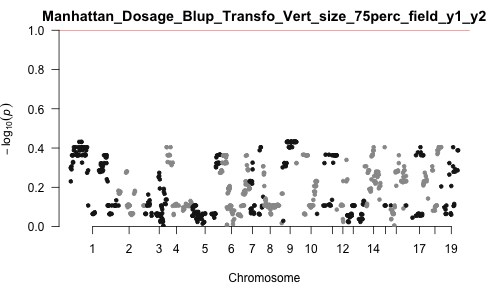 Manhattan_Dosage_Blup_Transfo_Vert_size_75perc_field_y1_y2
1.0
0.8
0.6
0.4
0.2
0.0
− log10(p)
1 2 3 4 5 6 7 8 9 10 12 14 17 19
Chromosome